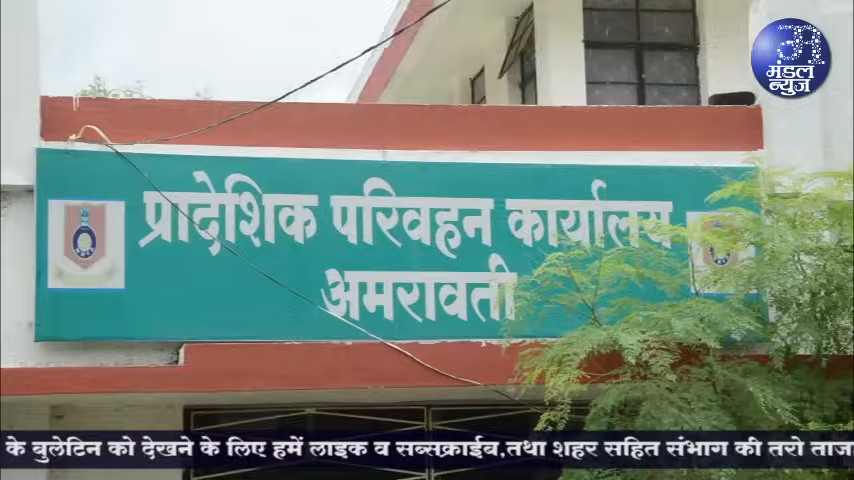 मंडल
न्युज
प्रादेशिक परिवहन कार्यालय
अमरावती
के बुलेटिन को देखने के लिए हमें लाइक व सब्सक्राईब,तथा शहर सहित संभाग की तरो ताजा